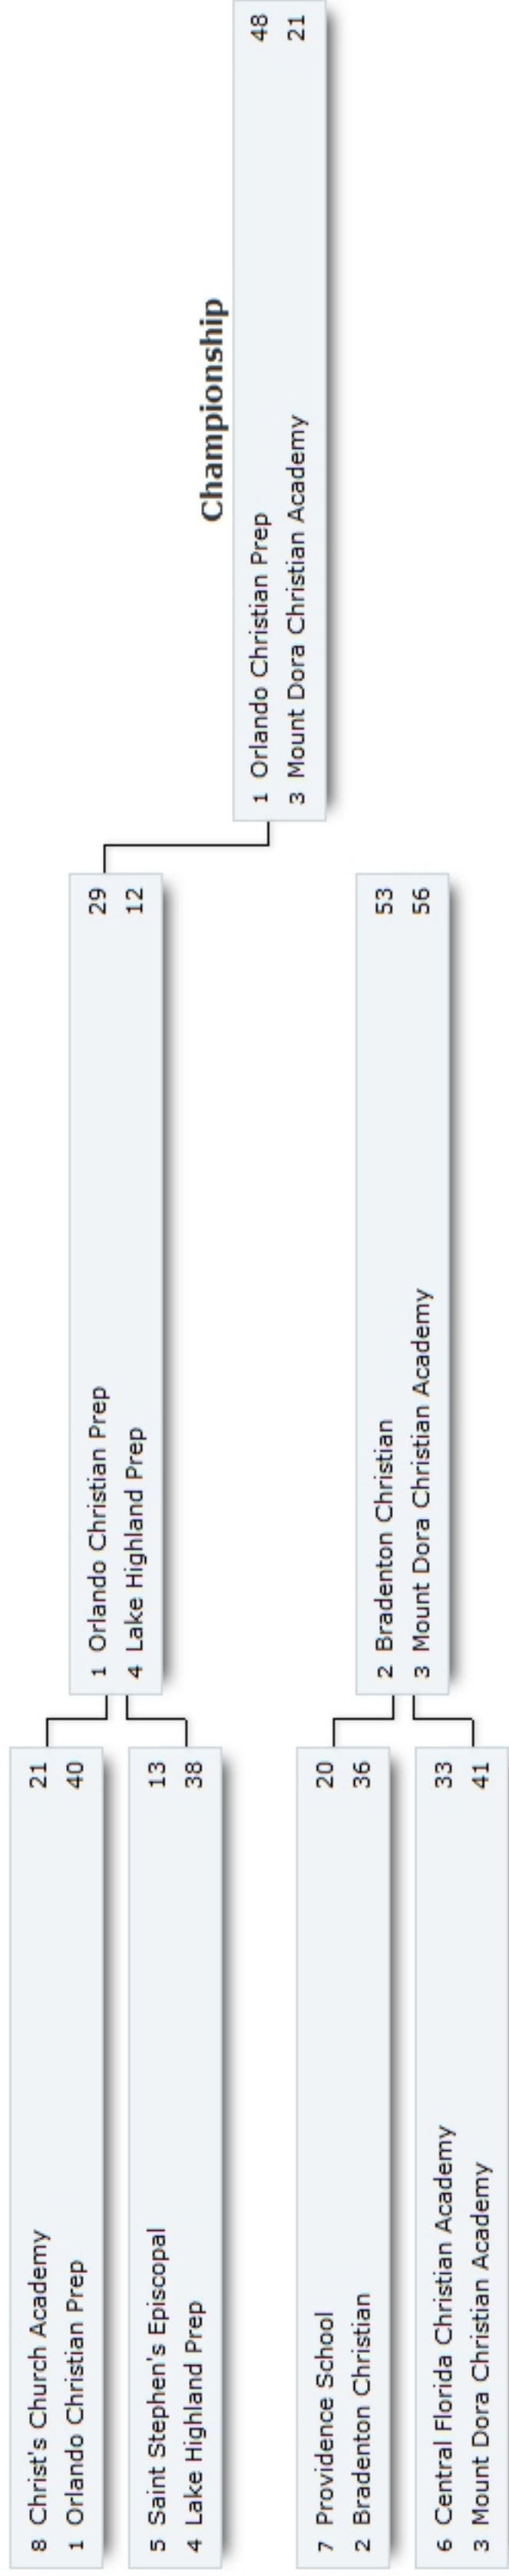 8 Christ's Church Academy 21
1 Orlando Christian Prep 40
5 Saint Stephen's Episcopal 13
4 Lake Highland Prep 38
7 Providence School 20
2 Bradenton Christian 36
6 Central Florida Christian Academy 33
3 Mount Dora Christian Academy 41
1 Orlando Christian Prep 29
4 Lake Highland Prep 12
2 Bradenton Christian 53
3 Mount Dora Christian Academy 56
Championship
1 Orlando Christian Prep 48
3 Mount Dora Christian Academy 21